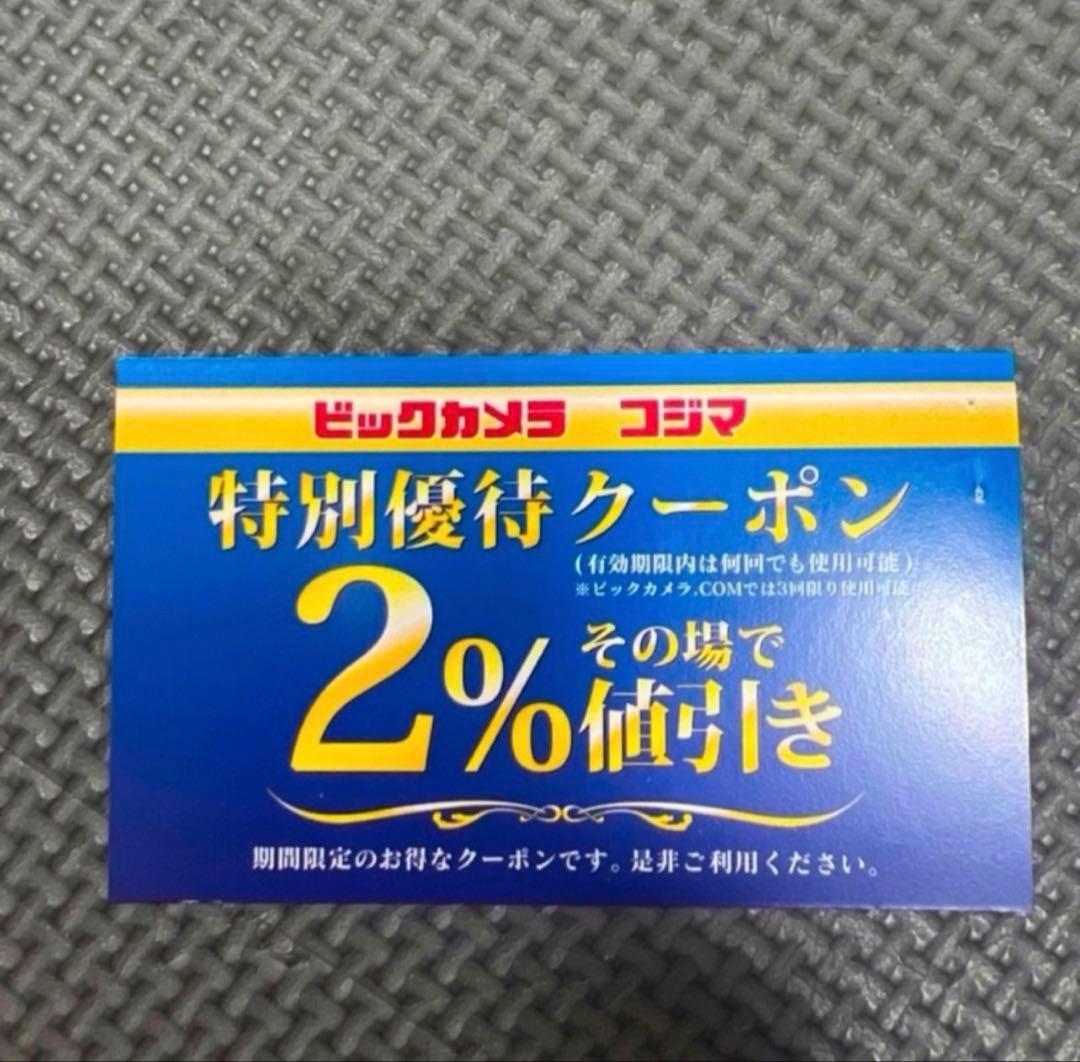 ビックカメラ コジマ
特別優待クーポン
(有効期限内は何回でも使用可能)
※ビックカメラ.COMでは3回限り使用可能
2%その場で
値引き
期間限定のお得なクーポンです。是非ご利用ください。